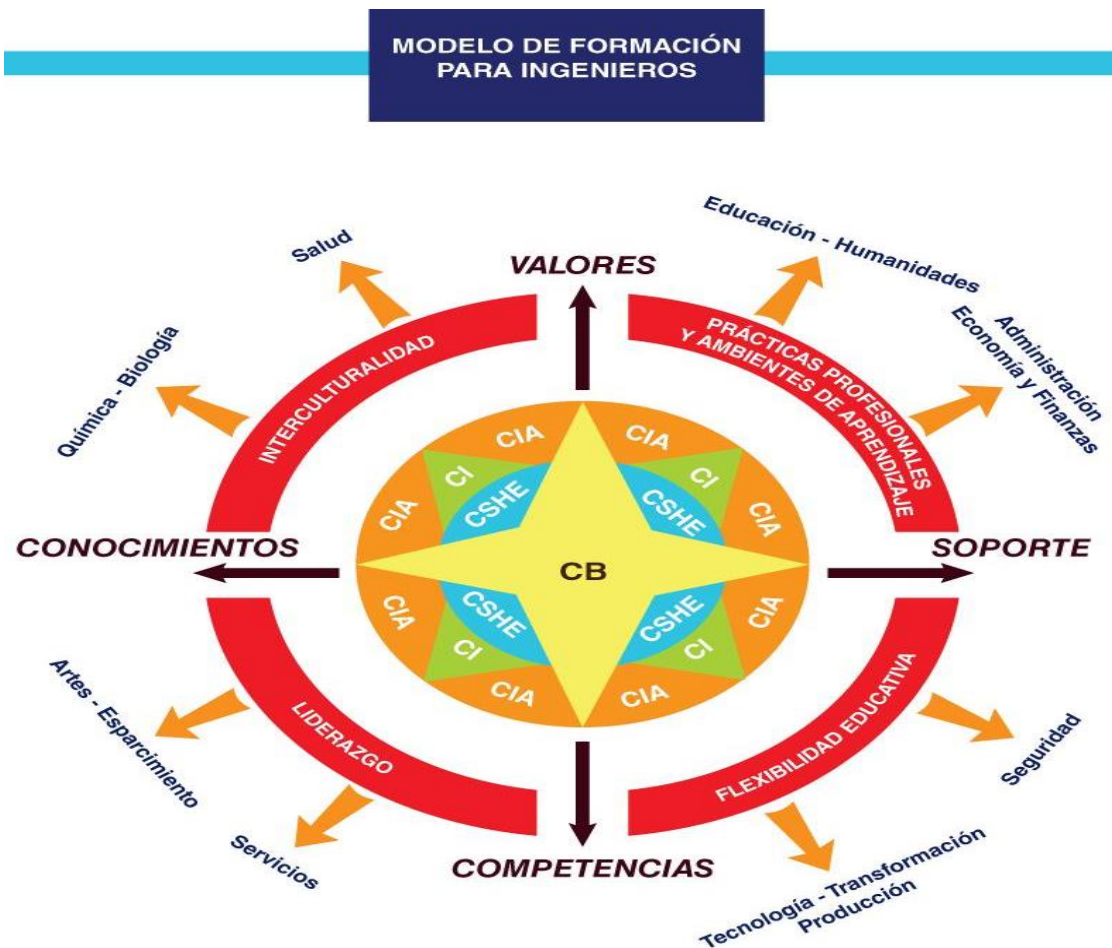 MODELO DE FORMACIÓN
PARA INGENIEROS
Educación - Humanidades
Salud
VALORES
Administración
Economía y Finanzas
Química - Biología
INTERCULTURALIDAD
PRÁCTICAS PROFESIONALES
Y AMBIENTES DE APRENDIZAJE
CIA
CIA
CI
CI
CIA
CSHE
CSHE
CIA
CONOCIMIENTOS
SOPORTE
CB
CIA
CSHE
CSHE
CIA
CI
CI
CIA
CIA
LIDERAZGO
FLEXIBILIDAD EDUCATIVA
Artes - Esparcimiento
Seguridad
Servicios
COMPETENCIAS
Tecnología - Transformación
Producción